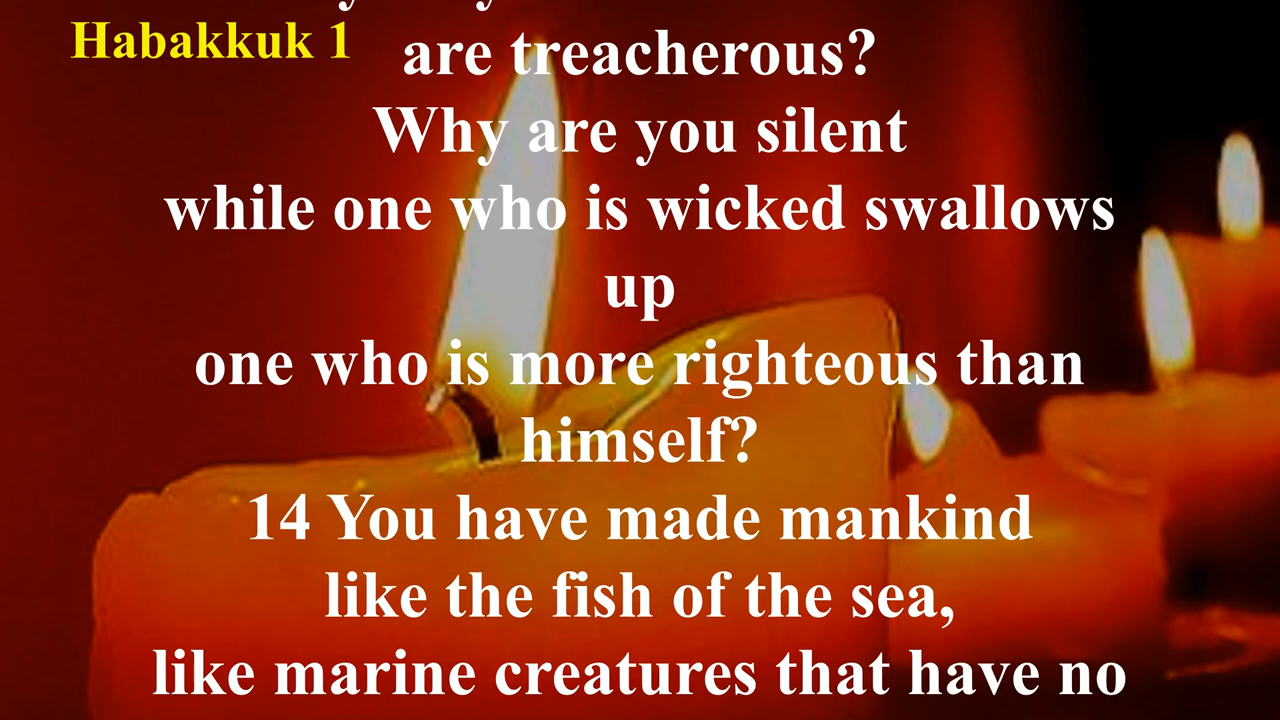 Habakkuk 1
are treacherous?
Why are you silent
while one who is wicked swallows
up
one who is more righteous than
himself?
14 You have made mankind
like the fish of the sea,
like marine creatures that have no